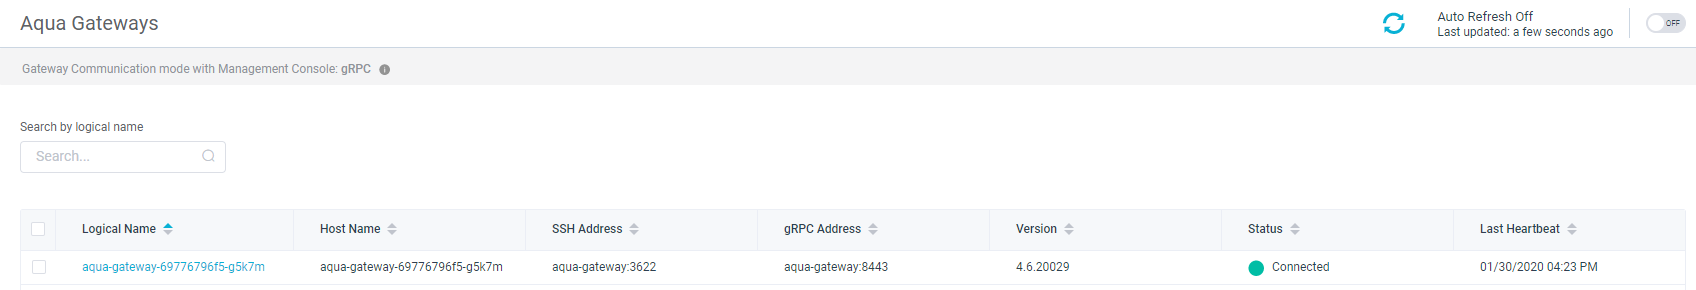 Aqua Gateways
Auto Refresh Off
Last updated: a few seconds ago
OFF
Gateway Communication mode with Management Console: gRPC
Search by logical name
Search...
Logical Name Host Name SSH Address gRPC Address Version Status Last Heartbeat
aqua-gateway-69776796f5-g5k7m aqua-gateway-69776796f5-g5k7m aqua-gateway:3622 aqua-gateway:8443 4.6.20029 Connected 01/30/2020 04:23 PM